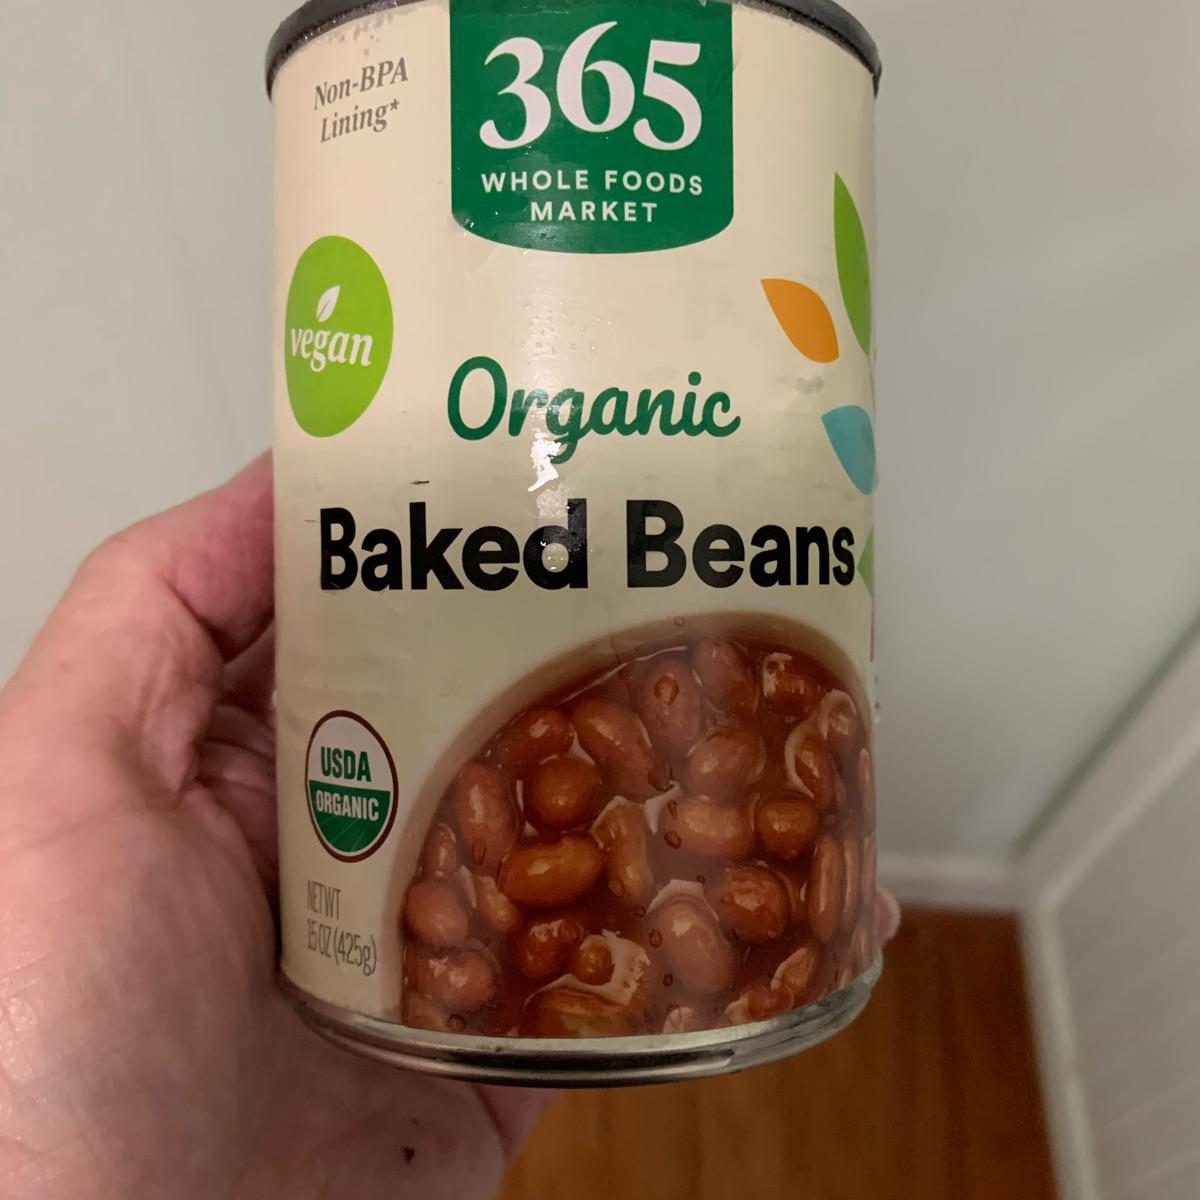 Non-BPA
Lining*
365
WHOLE FOODS
MARKET
vegan
Organic
Baked Beans
USDA
ORGANIC
NET WT
15 OZ (425g)